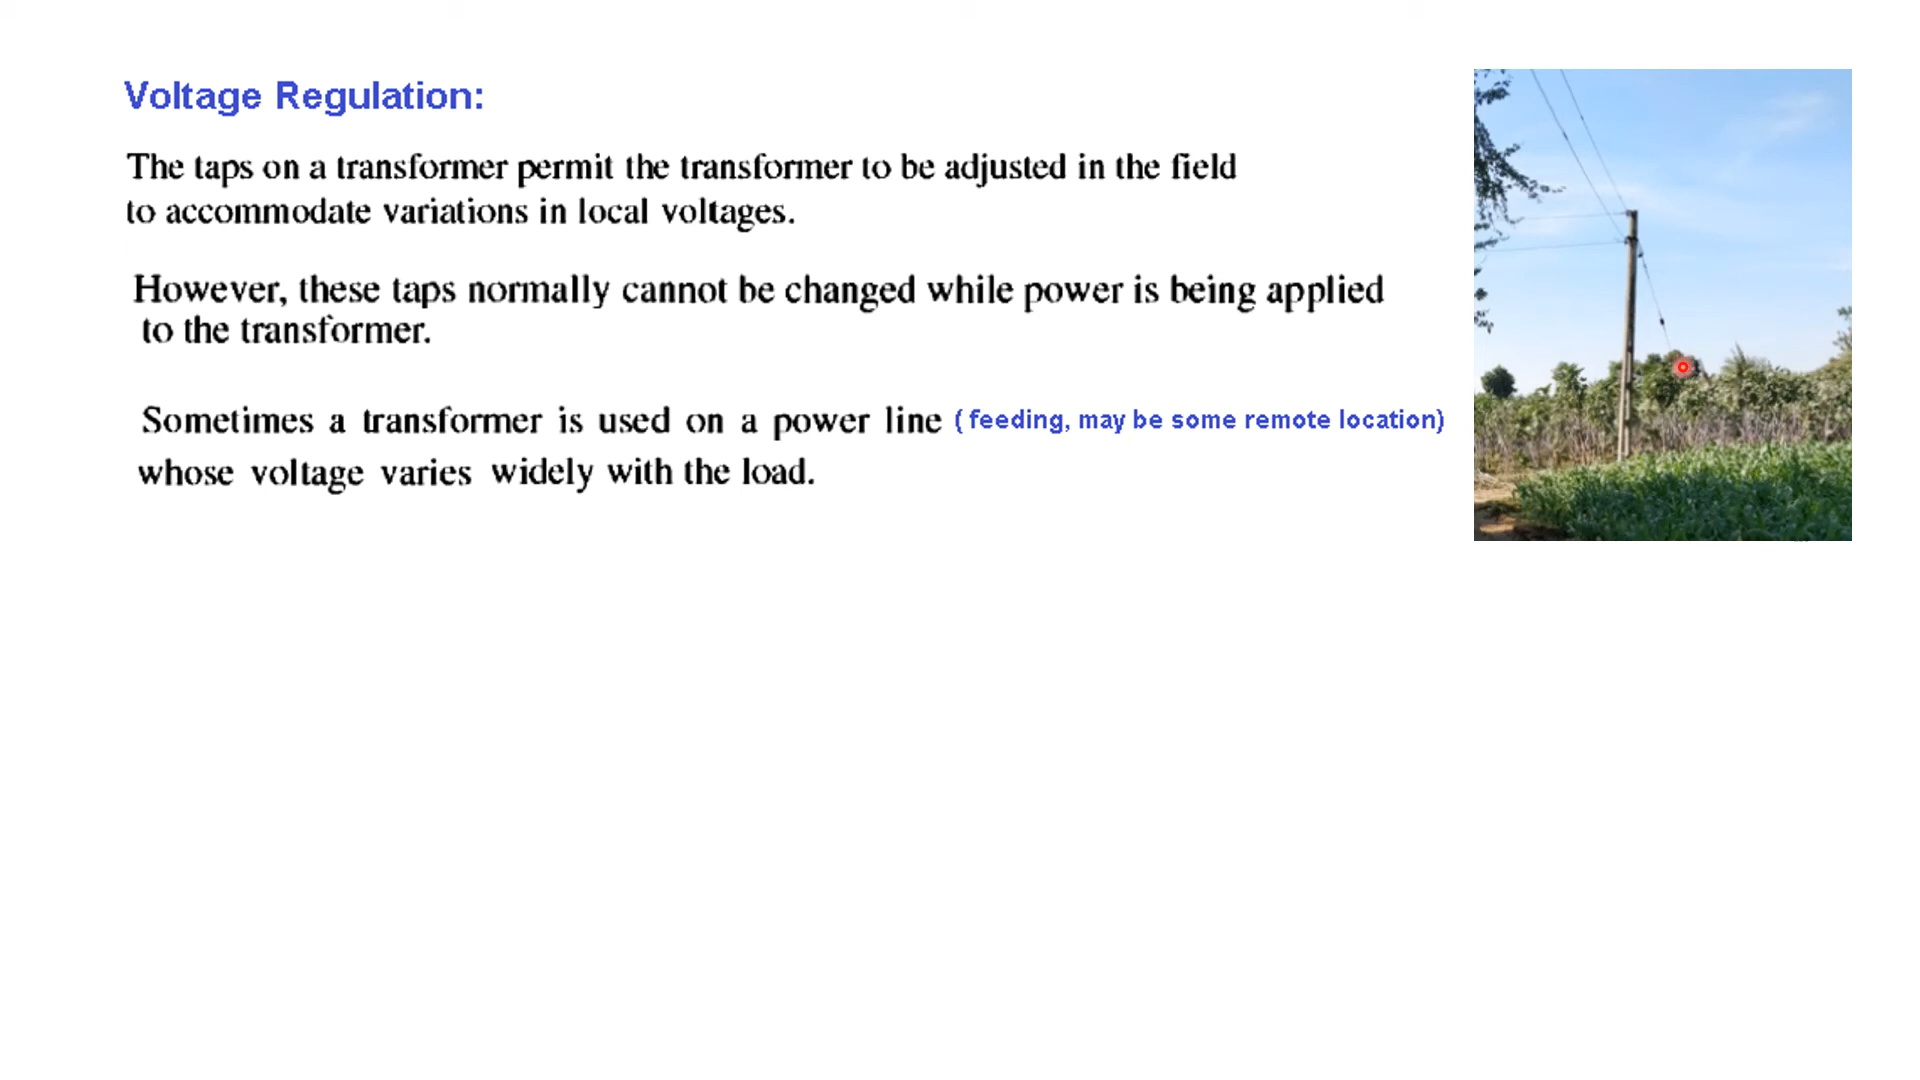 Voltage Regulation:
The taps on a transformer permit the transformer to be adjusted in the field
to accommodate variations in local voltages.
However, these taps normally cannot be changed while power is being applied
to the transformer.
Sometimes a transformer is used on a power line ( feeding, may be some remote location)
whose voltage varies widely with the load.